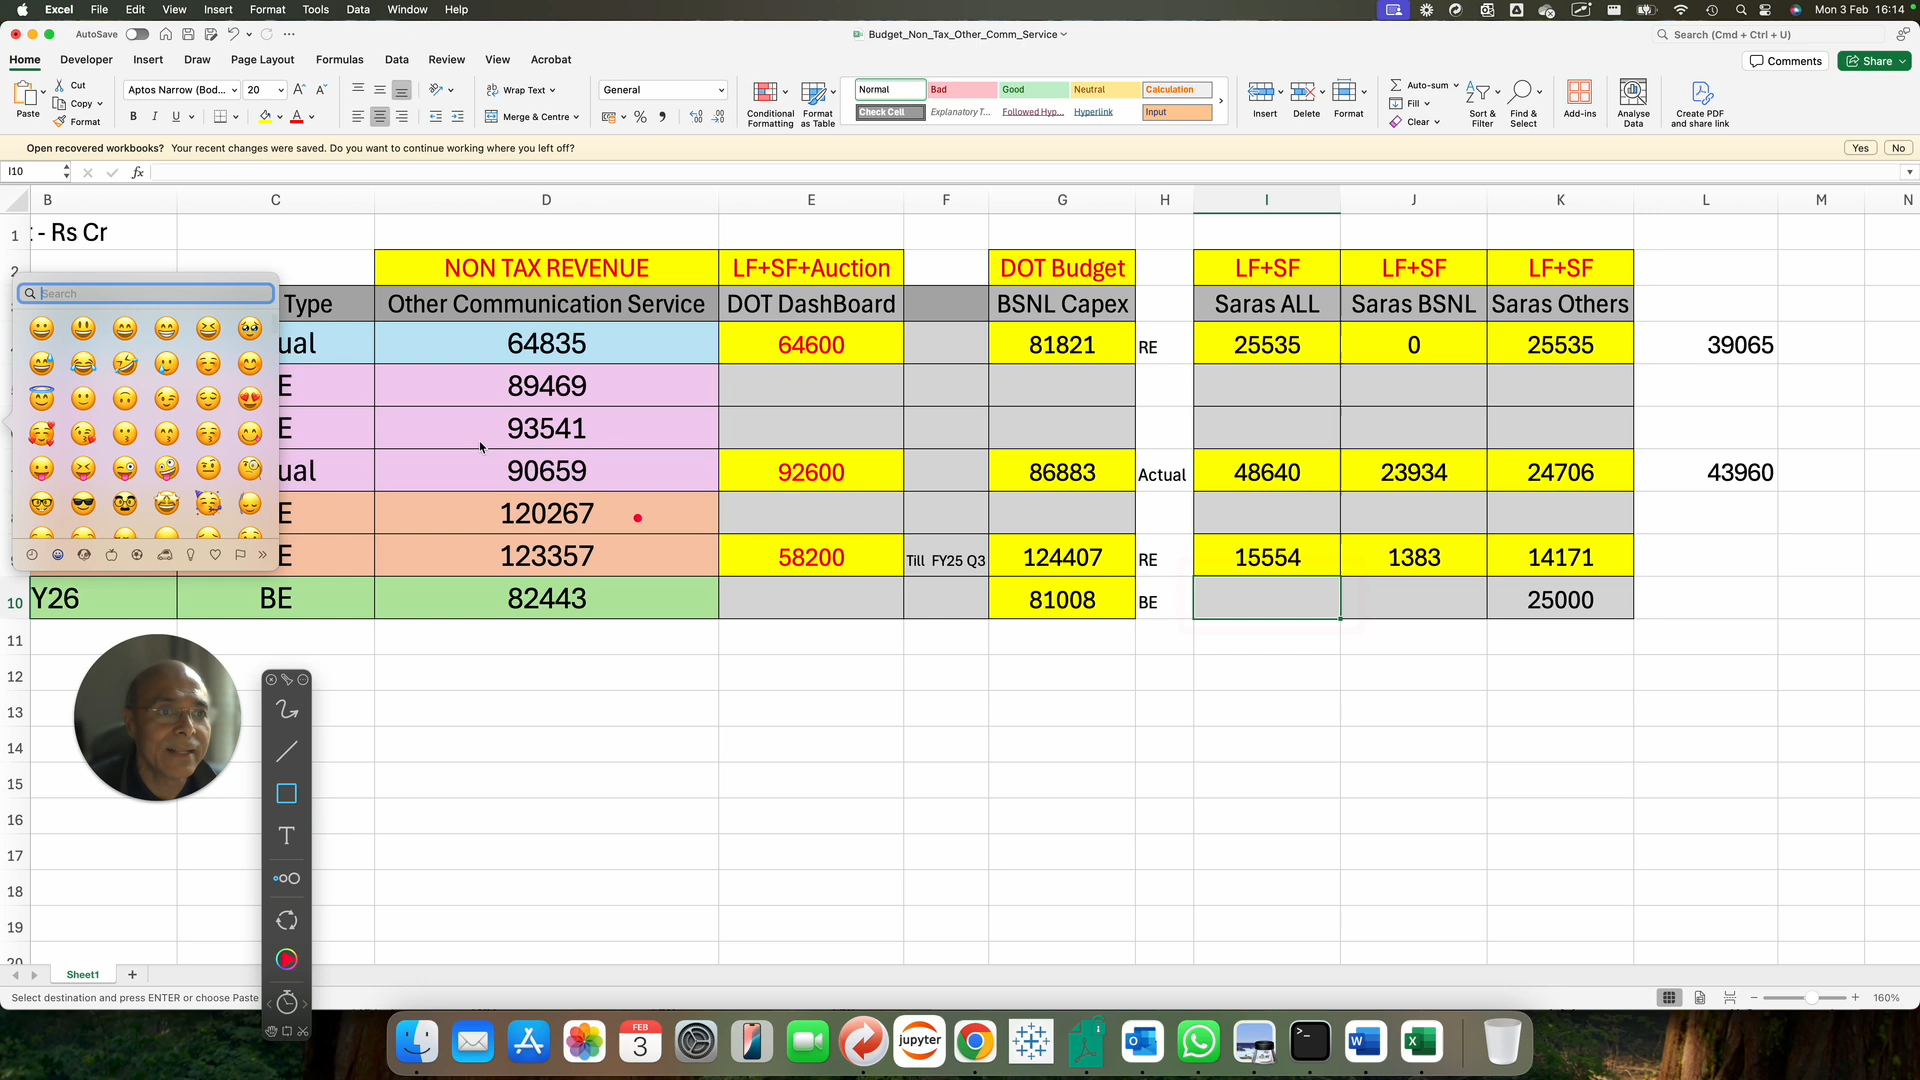 Excel File Edit View Insert Format Tools Data Window Help Mon 3 Feb 16:14
AutoSave Budget_Non_Tax_Other_Comm_Service Search (Cmd + Ctrl + U)
Home Developer Insert Draw Page Layout Formulas Data Review View Acrobat Comments Share
Paste Cut Copy Format
Aptos Narrow (Bod... 20
B I U
Wrap Text
Merge & Centre
General
Conditional Formatting
Format as Table
Normal Bad Good Neutral Calculation
Check Cell Explanatory T... Followed Hyp... Hyperlink Input
Insert Delete Format
Auto-sum
Fill
Clear
Sort & Filter
Find & Select
Add-ins
Analyse Data
Create PDF and share link
Open recovered workbooks? Your recent changes were saved. Do you want to continue working where you left off? Yes No
I10 fx
B C D E F G H I J K L M N
1 - Rs Cr
2 NON TAX REVENUE LF+SF+Auction DOT Budget LF+SF LF+SF LF+SF
Search
Type Other Communication Service DOT DashBoard BSNL Capex Saras ALL Saras BSNL Saras Others
ual 64835 64600 81821 RE 25535 0 25535 39065
E 89469
E 93541
ual 90659 92600 86883 Actual 48640 23934 24706 43960
E 120267
E 123357 58200 Till FY25 Q3 124407 RE 15554 1383 14171
10 Y26 BE 82443 81008 BE 25000
11
12
13
14
15
16
17
18
19
20
T
Sheet1
Select destination and press ENTER or choose Paste 160%
FEB
3
jupyter